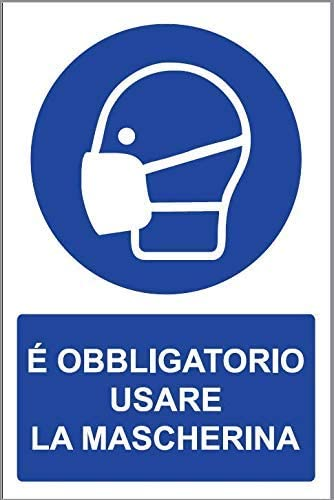 É OBBLIGATORIO
USARE
LA MASCHERINA